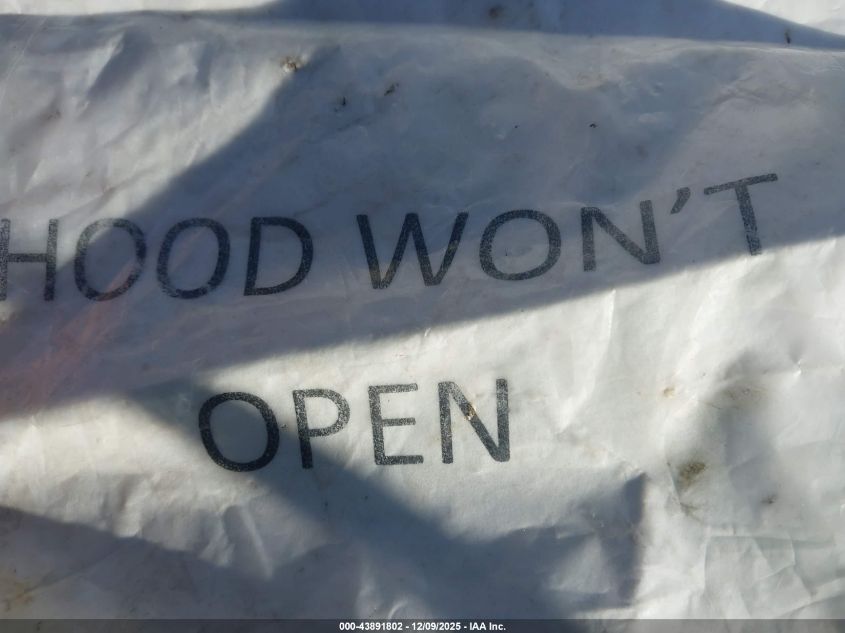 HOOD WON'T
OPEN
000-43891802 - 12/09/2025 - IAA Inc.